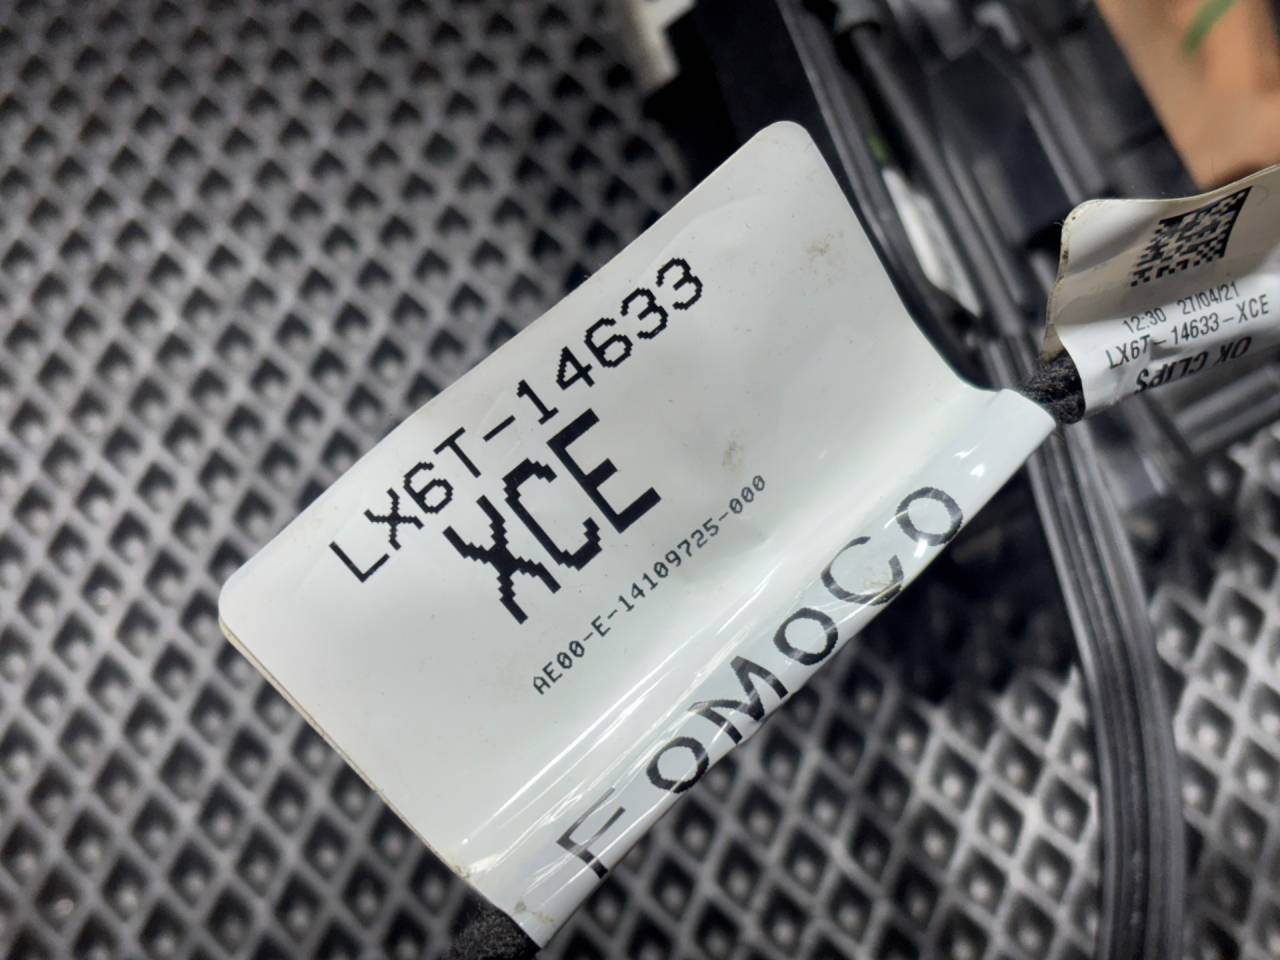 LX6T-14633
XCE
AE00-E-14109725-000
FOMOCO
12:30 27/04/21
LX6T-14633-XCE
OK CLIPS